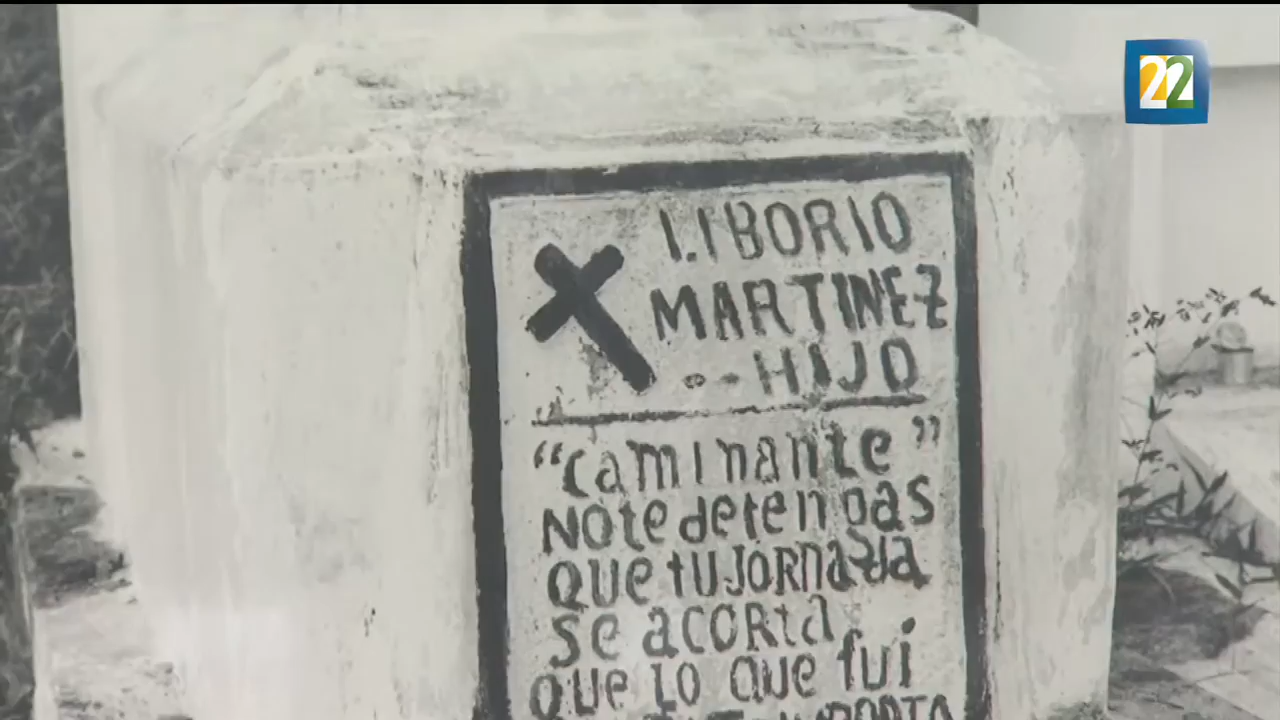 22
LIBORIO
MARTINEZ
HIJO
"caminante"
NO te detengas
que tu JORNada
se acorta
que lo que fui